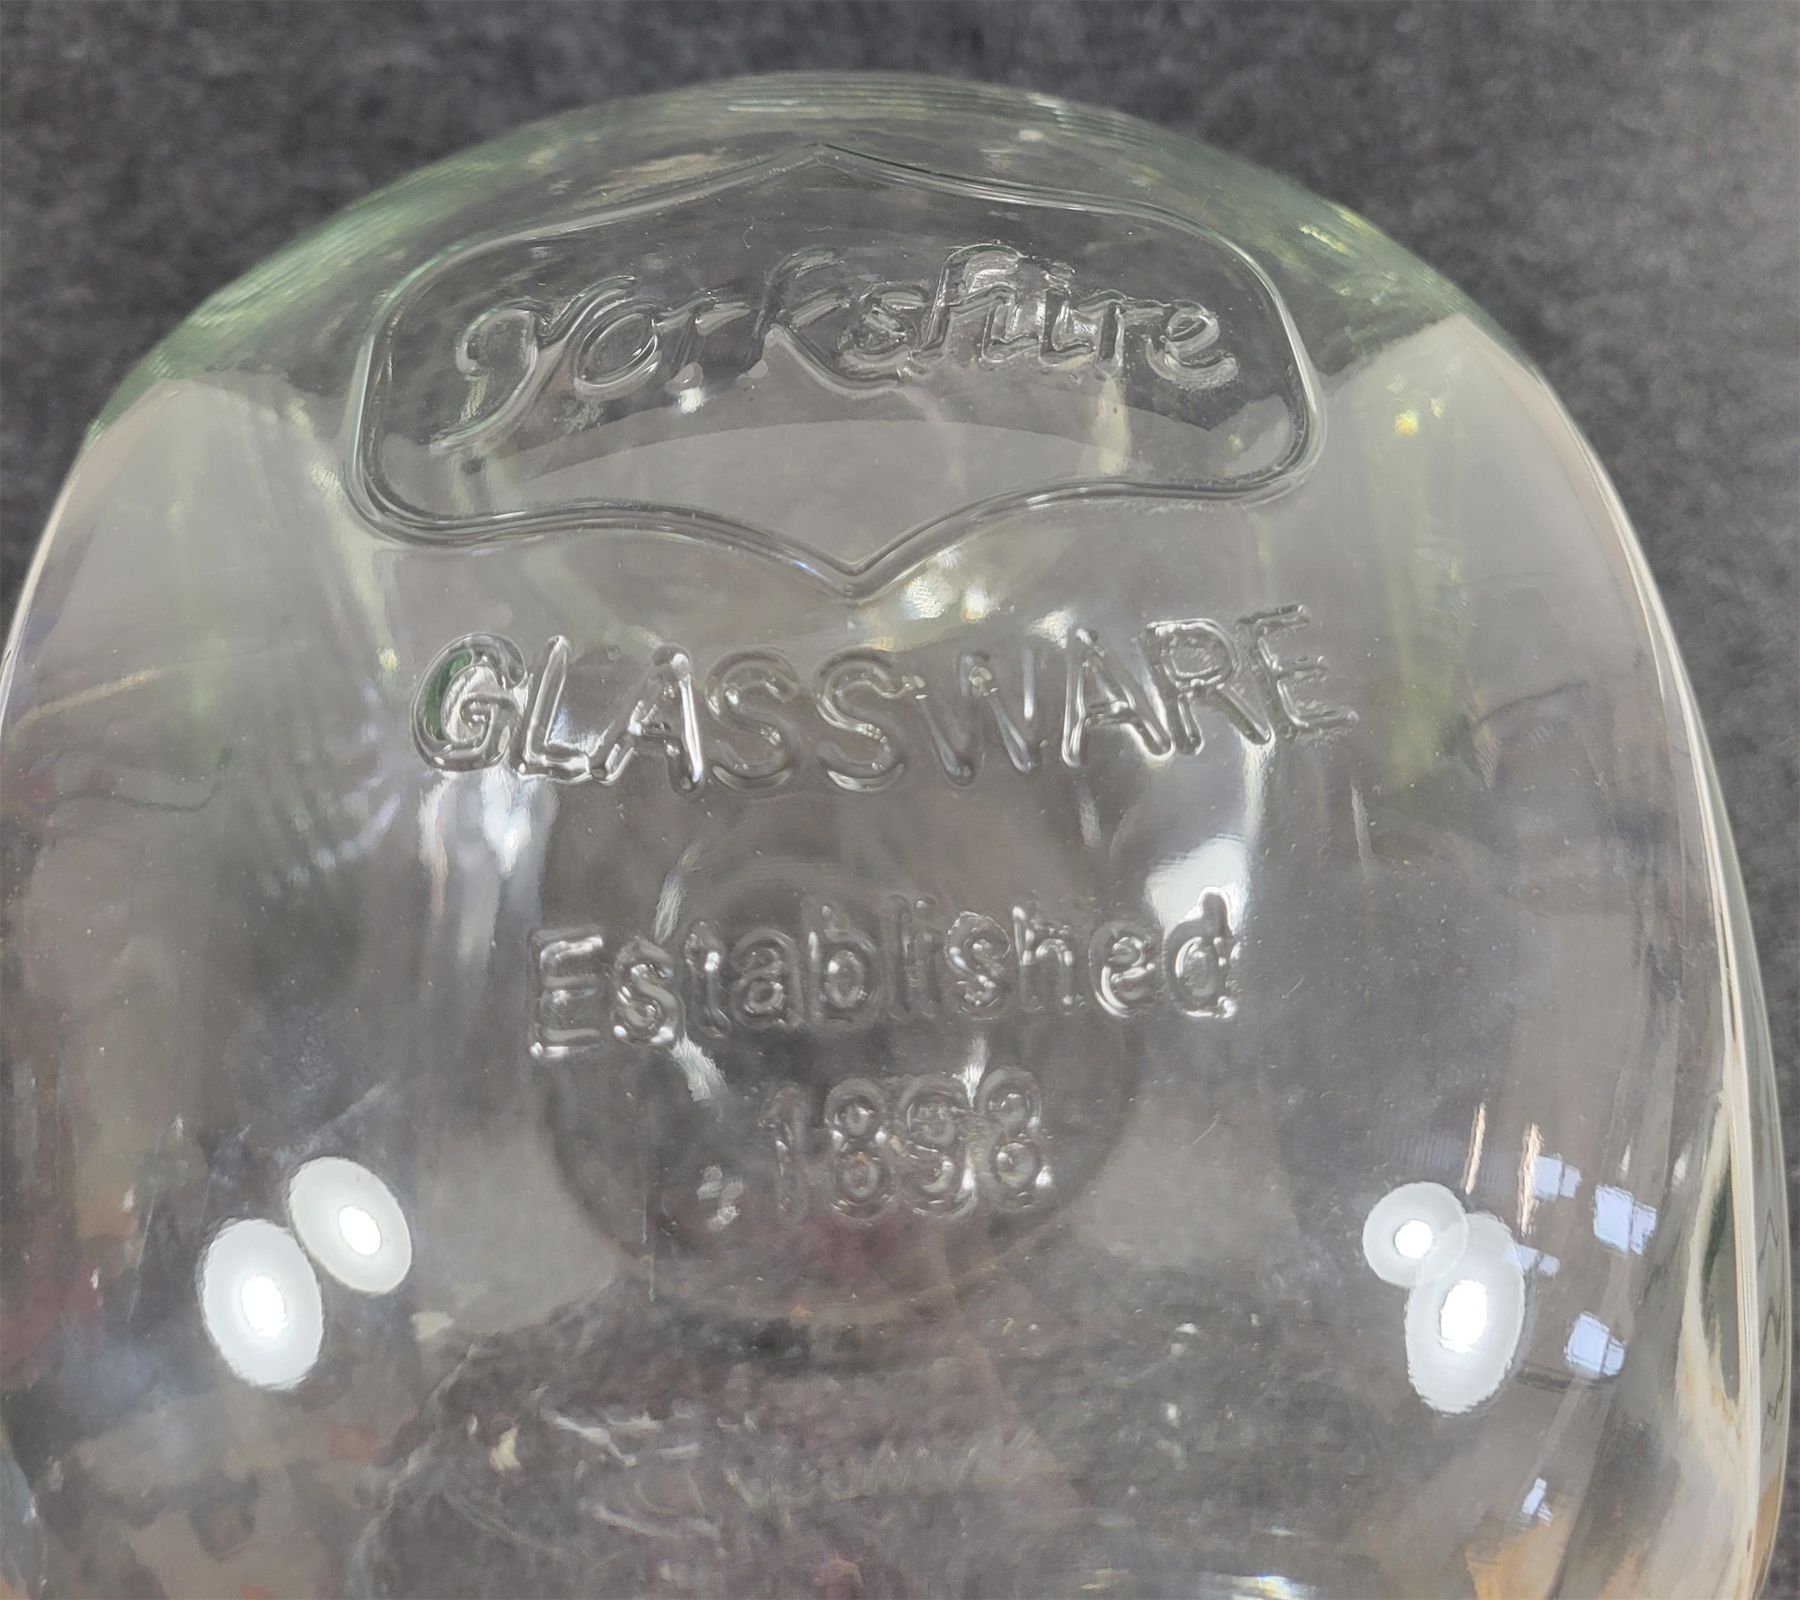 yorkshire
GLASSWARE
Established
1898